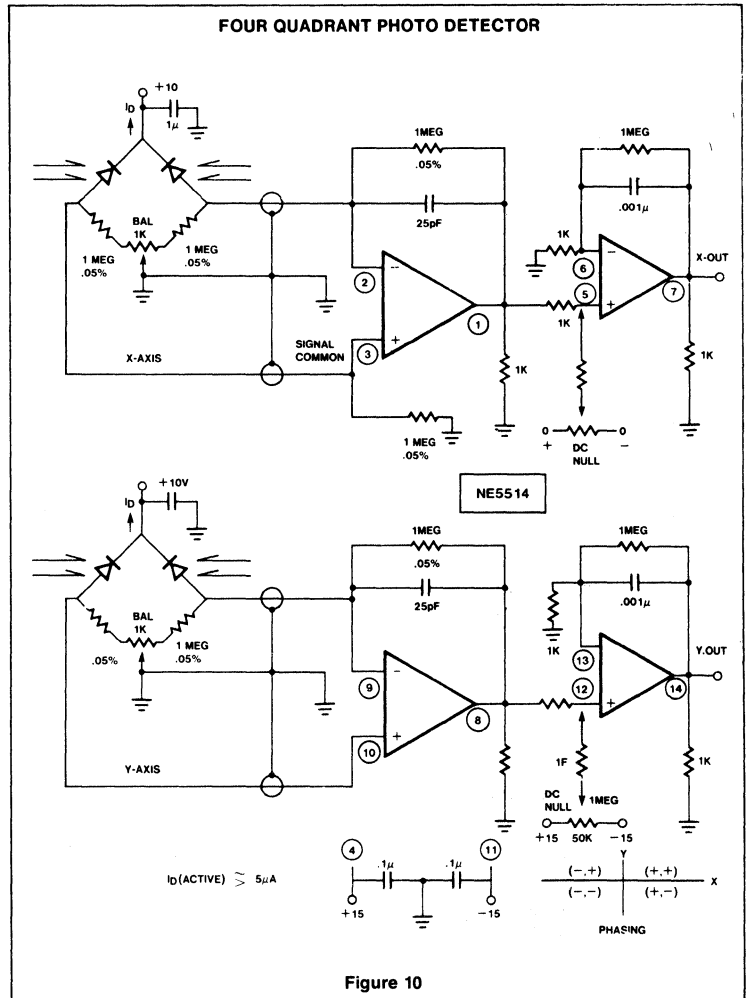 FOUR QUADRANT PHOTO DETECTOR
+10
ID
1µ
1MEG
.05%
1MEG
.001µ
25pF
BAL
1K
1 MEG
.05%
1 MEG
.05%
1K
6
−
5
+
7
X-OUT
2
−
1
1K
3
+
SIGNAL
COMMON
X-AXIS
1K
1K
1 MEG
.05%
0
0
+
−
DC
NULL
NE5514
+10V
ID
1MEG
.05%
1MEG
25pF
.001µ
BAL
1K
1 MEG
.05%
.05%
1K
13
−
12
+
14
Y.OUT
9
−
8
10
+
Y-AXIS
1F
1K
DC
NULL
1MEG
+15
50K
−15
ID(ACTIVE) ≳ 5µA
4
.1µ
.1µ
11
+15
−15
Y
(-,+)
(+,+)
X
(-,-)
(+,-)
PHASING
Figure 10